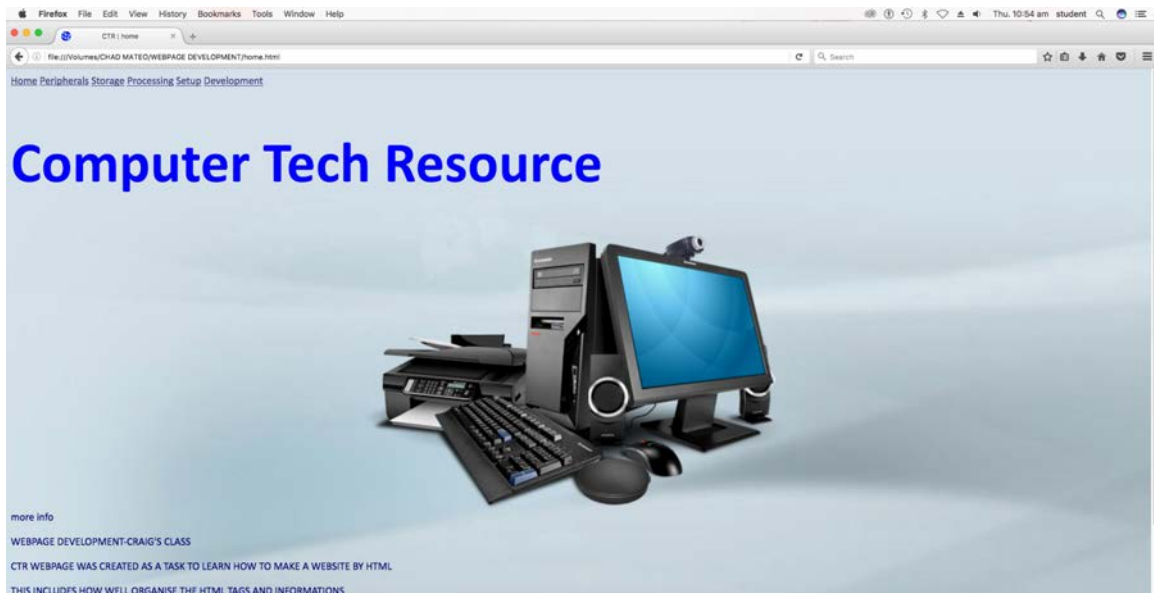 Firefox File Edit View History Bookmarks Tools Window Help
Thu. 10:54 am student
CTR | home
file:///Volumes/CHAD MATEO/WEBPAGE DEVELOPMENT/home.html
Search
Home Peripherals Storage Processing Setup Development
Computer Tech Resource
more info
WEBPAGE DEVELOPMENT-CRAIG'S CLASS
CTR WEBPAGE WAS CREATED AS A TASK TO LEARN HOW TO MAKE A WEBSITE BY HTML
THIS INCLUDES HOW WELL ORGANISE THE HTML TAGS AND INFORMATIONS